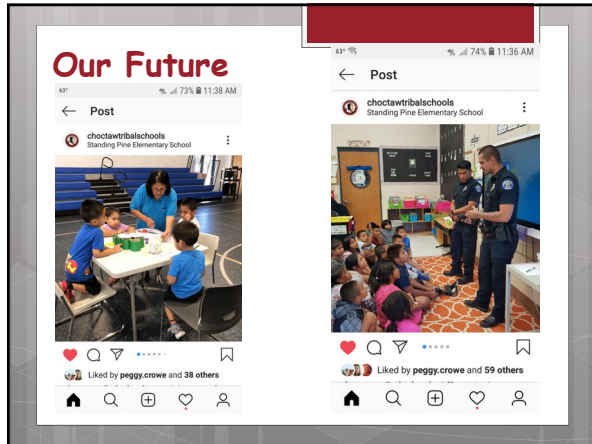 Our Future
63°
73% 11:38 AM
Post
choctawtribalschools
Standing Pine Elementary School
Liked by peggy.crowe and 38 others
63°
74% 11:36 AM
Post
choctawtribalschools
Standing Pine Elementary School
Liked by peggy.crowe and 59 others